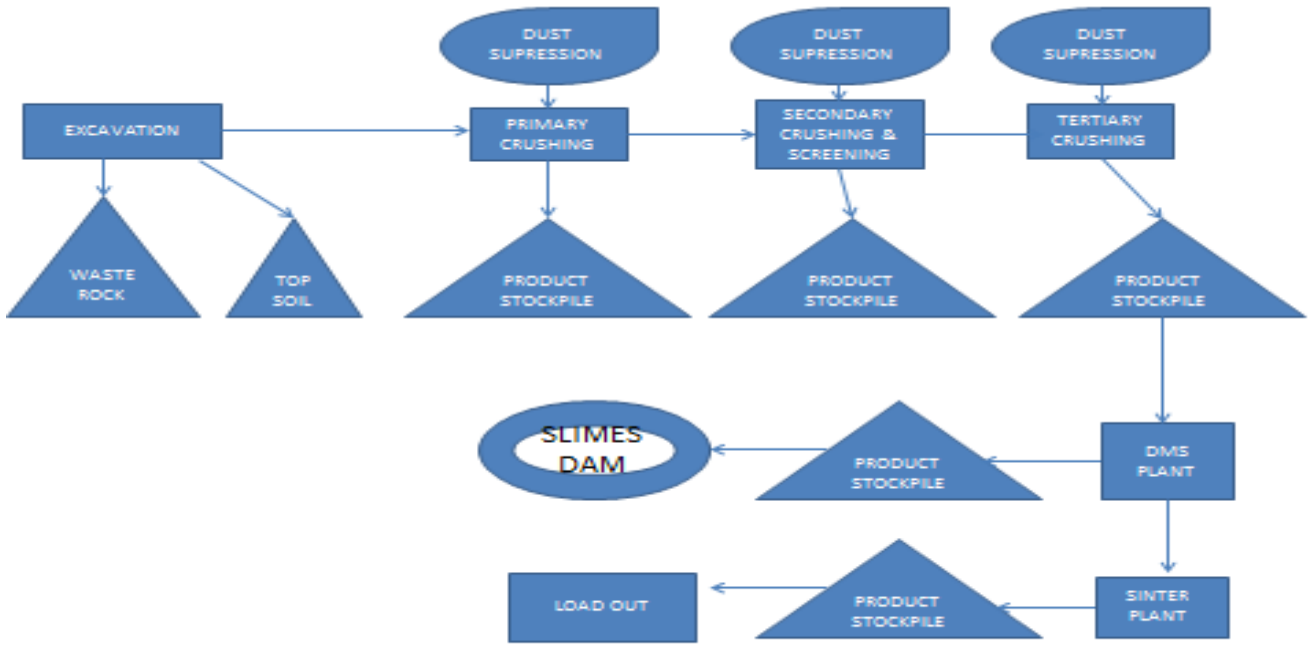 DUST
SUPRESSION
DUST
SUPRESSION
DUST
SUPRESSION
EXCAVATION
PRIMARY
CRUSHING
SECONDARY
CRUSHING &
SCREENING
TERTIARY
CRUSHING
WASTE
ROCK
TOP
SOIL
PRODUCT
STOCKPILE
PRODUCT
STOCKPILE
PRODUCT
STOCKPILE
SLIMES
DAM
PRODUCT
STOCKPILE
DMS
PLANT
LOAD OUT
PRODUCT
STOCKPILE
SINTER
PLANT